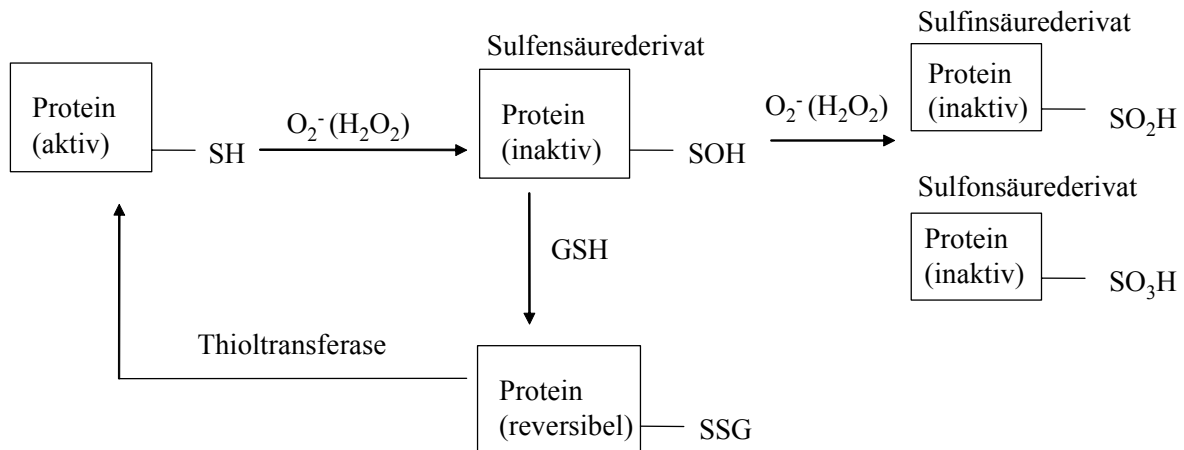 Sulfensäurederivat
Sulfinsäurederivat
Protein
(aktiv)
SH
O₂⁻(H₂O₂)
Protein
(inaktiv)
SOH
O₂⁻(H₂O₂)
Protein
(inaktiv)
SO₂H
Sulfonsäurederivat
Protein
(inaktiv)
SO₃H
GSH
Thioltransferase
Protein
(reversibel)
SSG